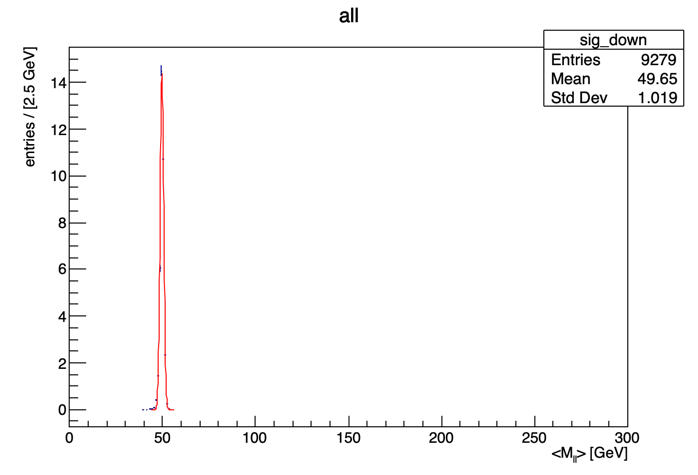 all
sig_down
Entries 9279
Mean 49.65
Std Dev 1.019
entries / [2.5 GeV]
14
12
10
8
6
4
2
0
0 50 100 150 200 250 300
<M_ll> [GeV]